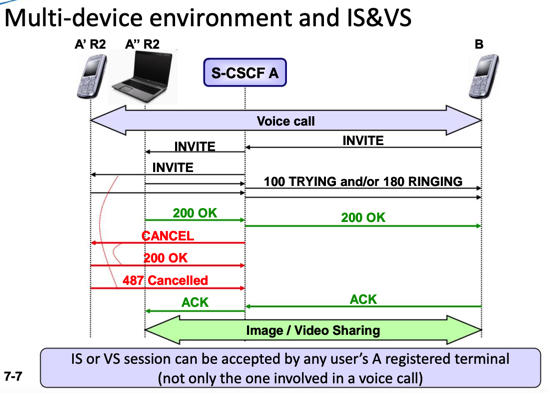 Multi-device environment and IS&VS
A' R2
A'' R2
B
S-CSCF A
Voice call
INVITE
INVITE
INVITE
100 TRYING and/or 180 RINGING
200 OK
200 OK
CANCEL
200 OK
487 Cancelled
ACK
ACK
Image / Video Sharing
IS or VS session can be accepted by any user's A registered terminal
(not only the one involved in a voice call)
7-7